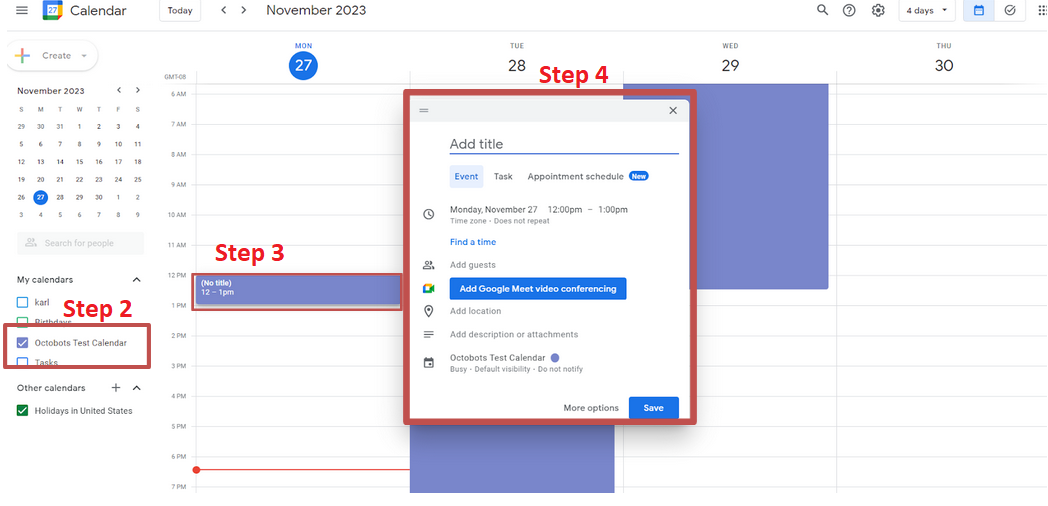 27
Calendar
Today
November 2023
4 days
Create
November 2023
S M T W T F S
29 30 31 1 2 3 4
5 6 7 8 9 10 11
12 13 14 15 16 17 18
19 20 21 22 23 24 25
26 27 28 29 30 1 2
3 4 5 6 7 8 9
Search for people
My calendars
karl
Step 2
Birthdays
Octobots Test Calendar
Tasks
Other calendars
Holidays in United States
MON
27
TUE
28
WED
29
THU
30
GMT-08
6 AM
7 AM
8 AM
9 AM
10 AM
11 AM
12 PM
1 PM
2 PM
3 PM
4 PM
5 PM
6 PM
7 PM
Step 3
(No title)
12 – 1pm
Step 4
Add title
Event Task Appointment schedule New
Monday, November 27 12:00pm – 1:00pm
Time zone · Does not repeat
Find a time
Add guests
Add Google Meet video conferencing
Add location
Add description or attachments
Octobots Test Calendar
Busy · Default visibility · Do not notify
More options Save